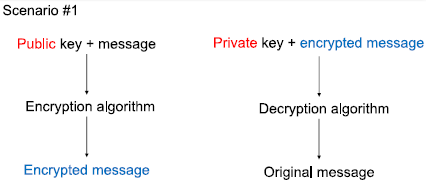 Scenario #1
Public key + message
Private key + encrypted message
Encryption algorithm
Decryption algorithm
Encrypted message
Original message